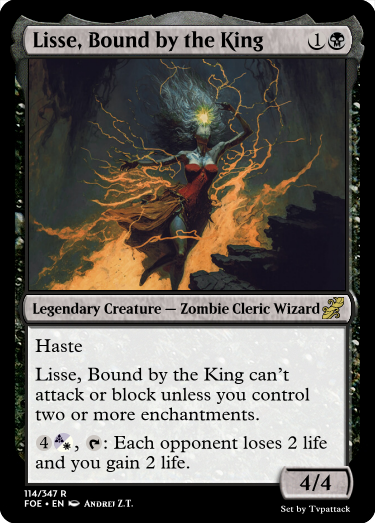 Lisse, Bound by the King 1
Legendary Creature — Zombie Cleric Wizard
Haste
Lisse, Bound by the King can't
attack or block unless you control
two or more enchantments.
4 , : Each opponent loses 2 life
and you gain 2 life.
4/4
114/347 R
FOE • EN Andrej Z.T.
Set by Tvpattack